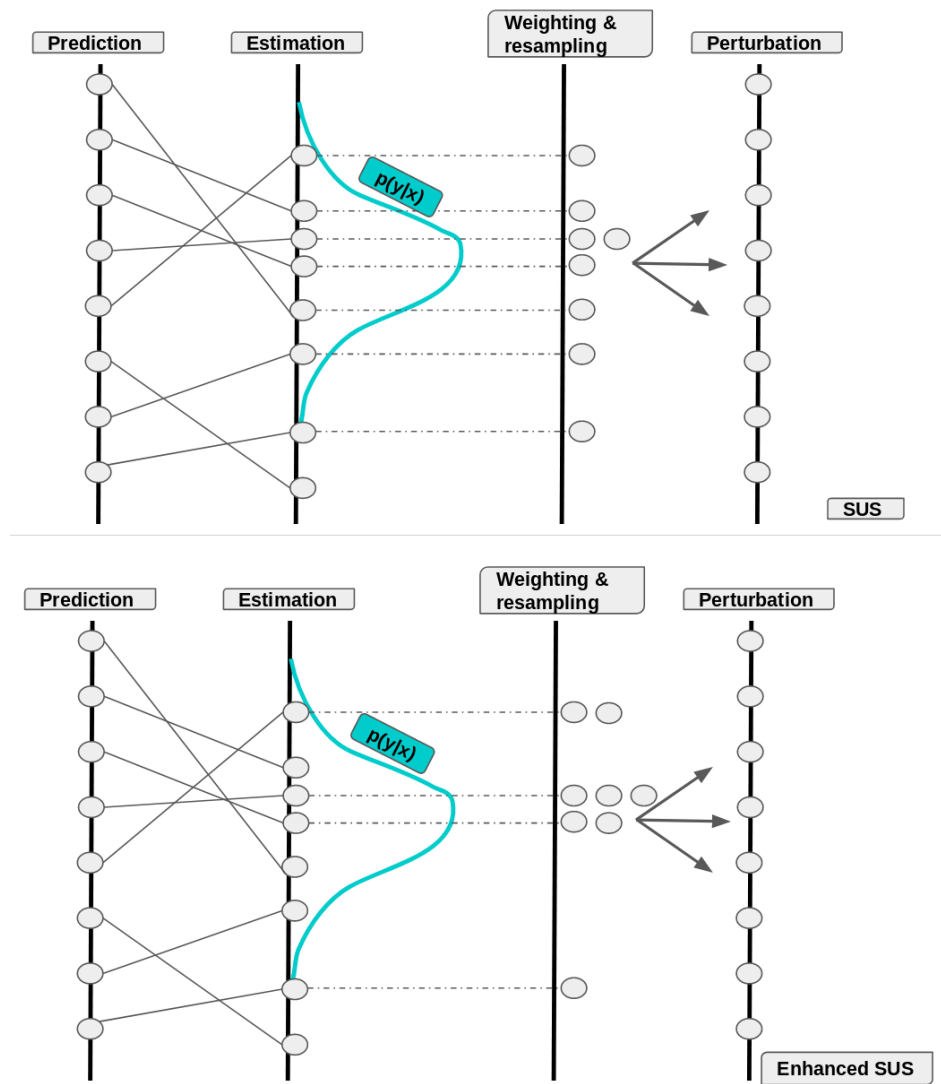 Weighting &
resampling
Prediction
Estimation
Perturbation
p(y|x)
SUS
Weighting &
resampling
Prediction
Estimation
Perturbation
p(y|x)
Enhanced SUS